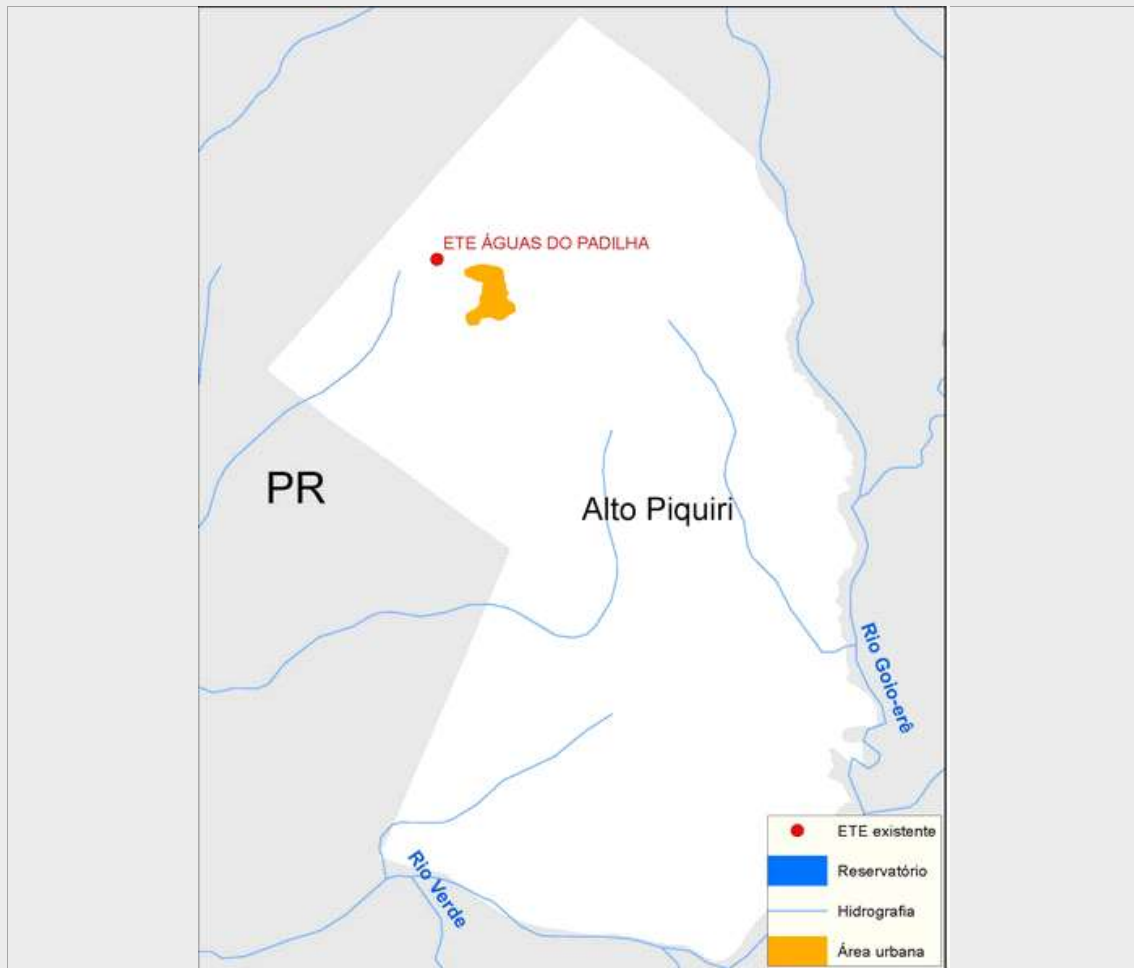 ETE ÁGUAS DO PADILHA
PR
Alto Piquiri
Rio Goio-erê
Rio Verde
ETE existente
Reservatório
Hidrografia
Área urbana